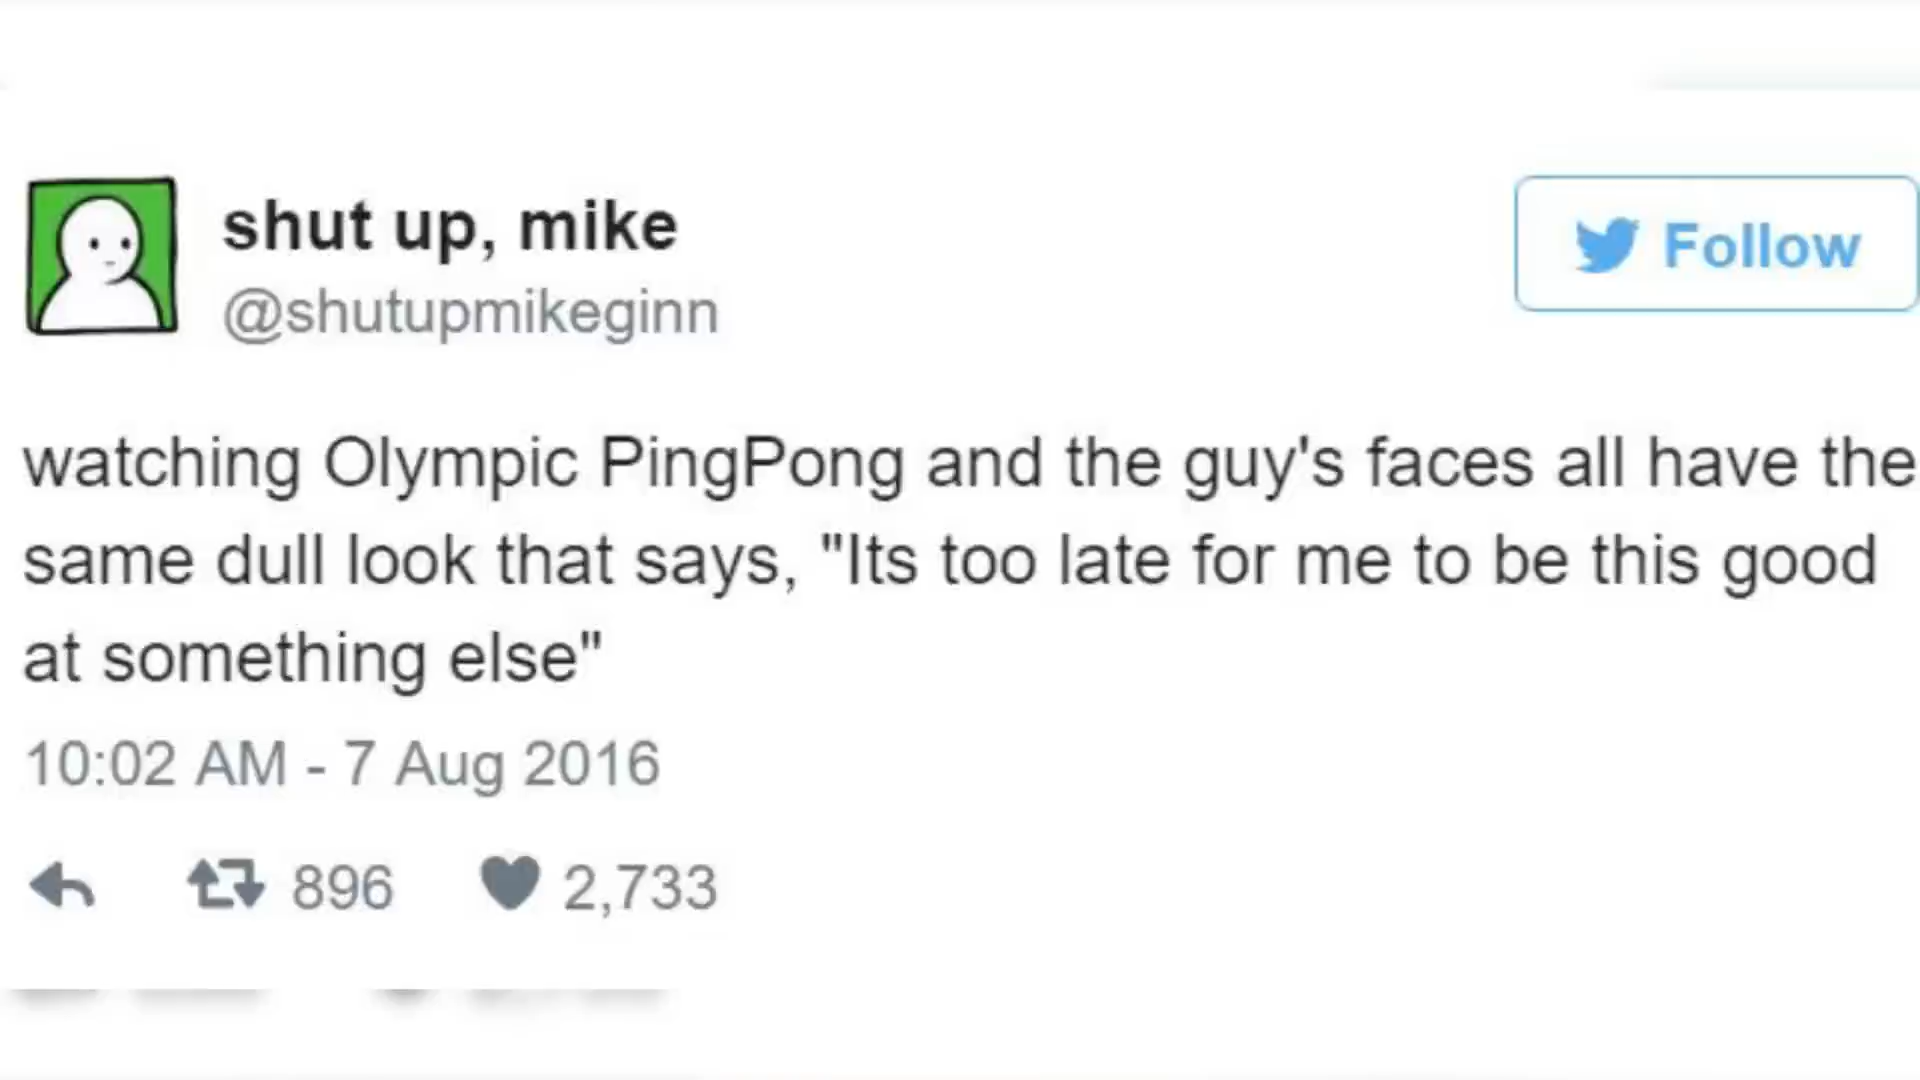 shut up, mike
@shutupmikeginn
Follow
watching Olympic PingPong and the guy's faces all have the
same dull look that says, "Its too late for me to be this good
at something else"
10:02 AM - 7 Aug 2016
896 2,733